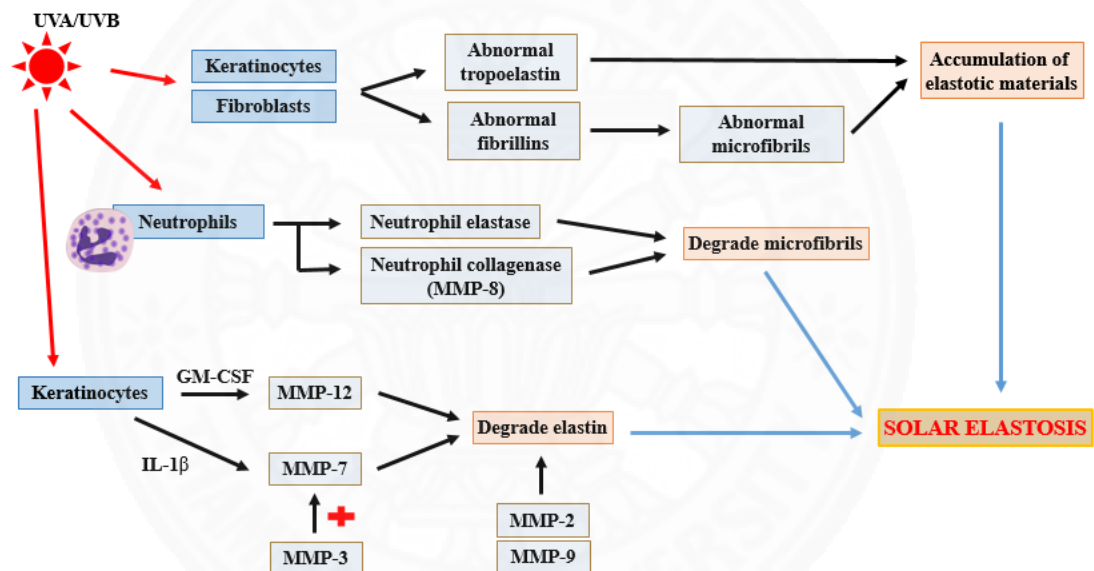 UVA/UVB
Keratinocytes
Fibroblasts
Abnormal
tropoelastin
Abnormal
fibrillins
Abnormal
microfibrils
Accumulation of
elastotic materials
Neutrophils
Neutrophil elastase
Neutrophil collagenase
(MMP-8)
Degrade microfibrils
Keratinocytes
GM-CSF
MMP-12
IL-1β
MMP-7
MMP-3
Degrade elastin
MMP-2
MMP-9
SOLAR ELASTOSIS